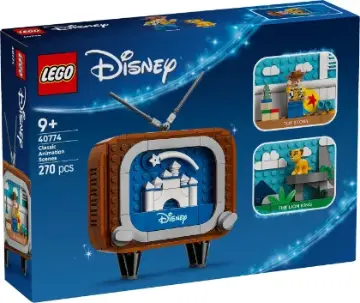 LEGO
Disney
9+
40774
Classic
Animation
Scenes
270 pcs
TOY STORY
Disney
THE LION KING